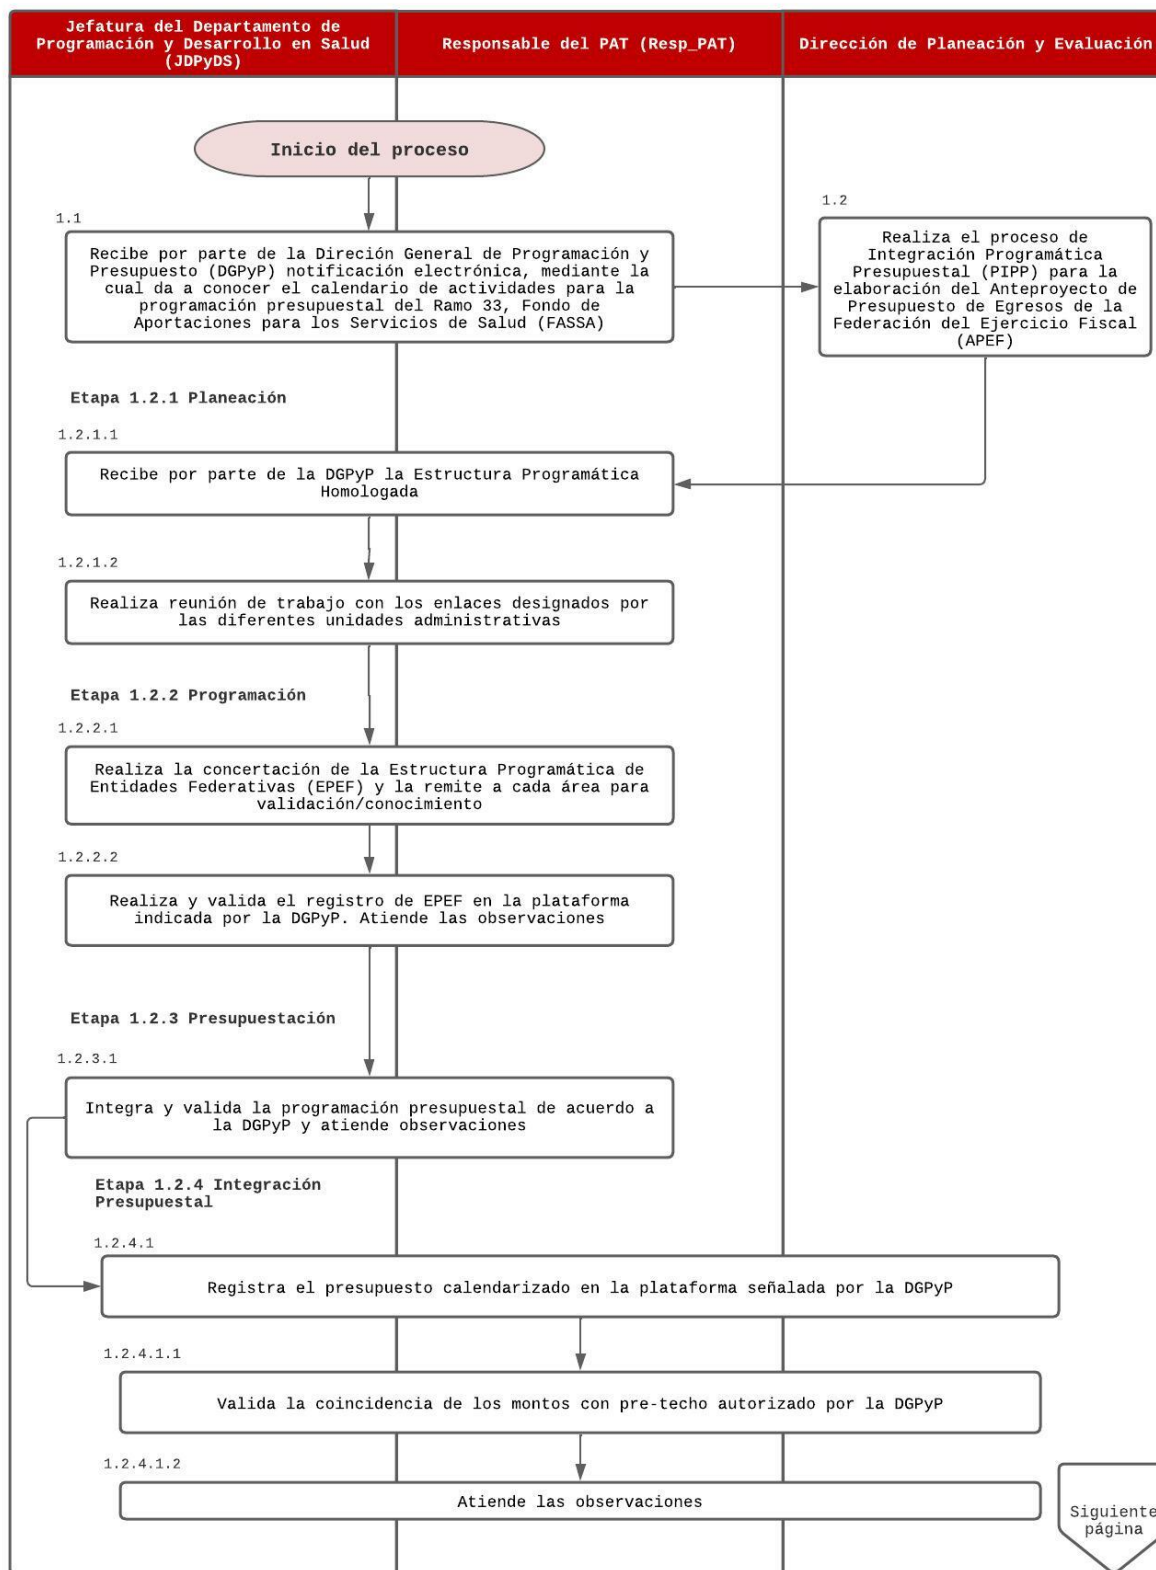 Jefatura del Departamento de
Programación y Desarrollo en Salud
(JDPyDS)
Responsable del PAT (Resp_PAT)
Dirección de Planeación y Evaluación
Inicio del proceso
1.1
Recibe por parte de la Direción General de Programación y
Presupuesto (DGPyP) notificación electrónica, mediante la
cual da a conocer el calendario de actividades para la
programación presupuestal del Ramo 33, Fondo de
Aportaciones para los Servicios de Salud (FASSA)
1.2
Realiza el proceso de
Integración Programática
Presupuestal (PIPP) para la
elaboración del Anteproyecto de
Presupuesto de Egresos de la
Federación del Ejercicio Fiscal
(APEF)
Etapa 1.2.1 Planeación
1.2.1.1
Recibe por parte de la DGPyP la Estructura Programática
Homologada
1.2.1.2
Realiza reunión de trabajo con los enlaces designados por
las diferentes unidades administrativas
Etapa 1.2.2 Programación
1.2.2.1
Realiza la concertación de la Estructura Programática de
Entidades Federativas (EPEF) y la remite a cada área para
validación/conocimiento
1.2.2.2
Realiza y valida el registro de EPEF en la plataforma
indicada por la DGPyP. Atiende las observaciones
Etapa 1.2.3 Presupuestación
1.2.3.1
Integra y valida la programación presupuestal de acuerdo a
la DGPyP y atiende observaciones
Etapa 1.2.4 Integración
Presupuestal
1.2.4.1
Registra el presupuesto calendarizado en la plataforma señalada por la DGPyP
1.2.4.1.1
Valida la coincidencia de los montos con pre-techo autorizado por la DGPyP
1.2.4.1.2
Atiende las observaciones
Siguiente
página